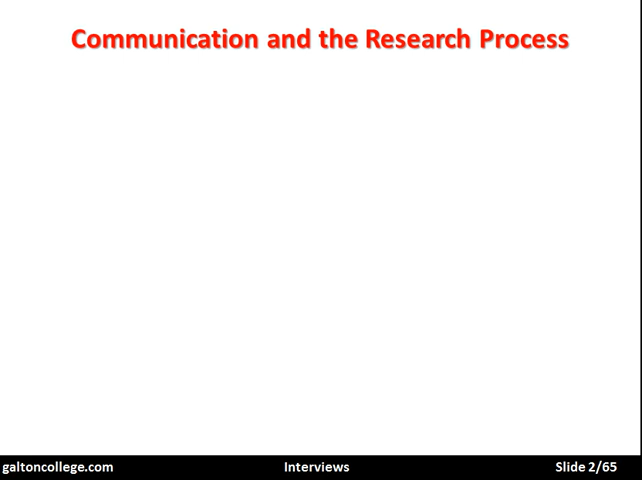 Communication and the Research Process
galtoncollege.com Interviews Slide 2/65